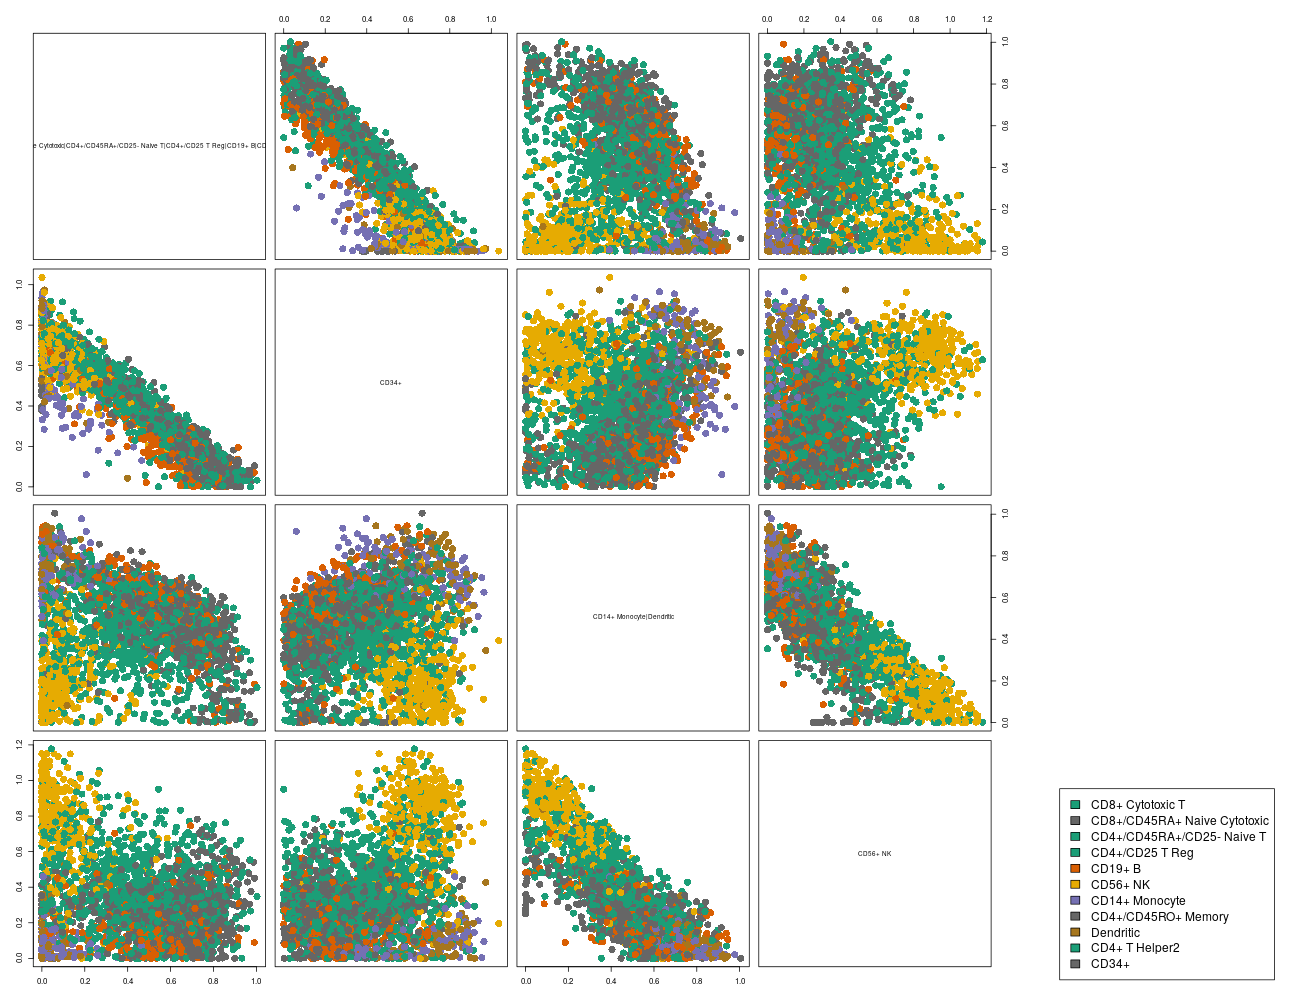 0.0 0.2 0.4 0.6 0.8 1.0
0.0 0.2 0.4 0.6 0.8 1.0 1.2
e Cytotoxic|CD4+/CD45RA+/CD25- Naive T|CD4+/CD25 T Reg|CD19+ B|CD
0.0 0.2 0.4 0.6 0.8 1.0
0.0 0.2 0.4 0.6 0.8 1.0
CD34+
CD14+ Monocyte|Dendritic
0.0 0.2 0.4 0.6 0.8 1.0
0.0 0.2 0.4 0.6 0.8 1.0 1.2
CD56+ NK
0.0 0.2 0.4 0.6 0.8 1.0
0.0 0.2 0.4 0.6 0.8 1.0
CD8+ Cytotoxic T
CD8+/CD45RA+ Naive Cytotoxic
CD4+/CD45RA+/CD25- Naive T
CD4+/CD25 T Reg
CD19+ B
CD56+ NK
CD14+ Monocyte
CD4+/CD45RO+ Memory
Dendritic
CD4+ T Helper2
CD34+